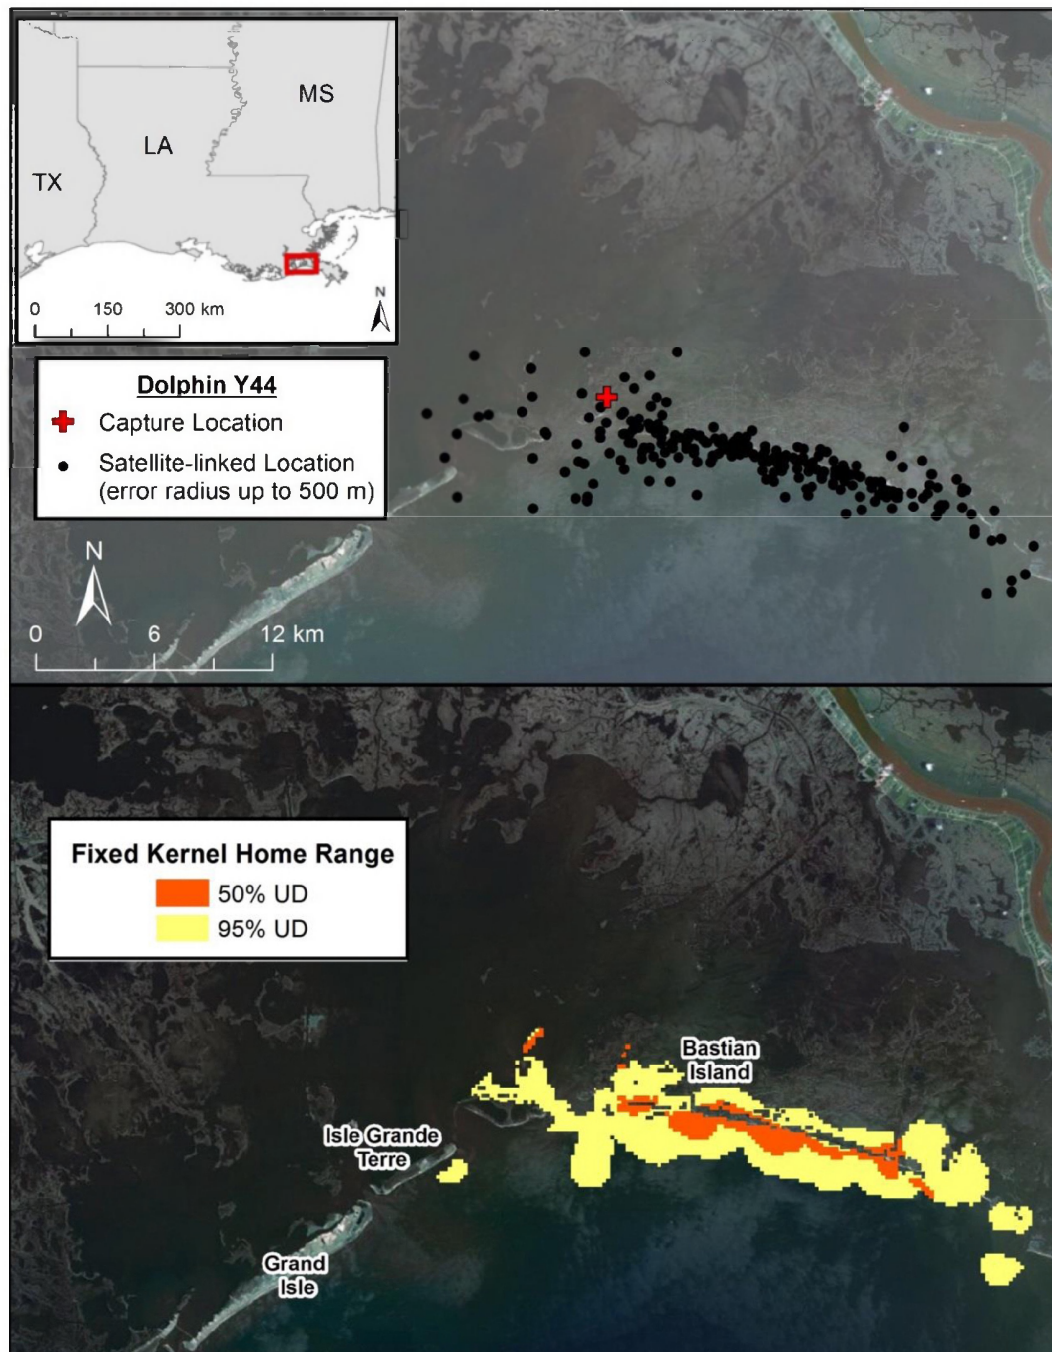 MS
LA
TX
N
0 150 300 km
Dolphin Y44
Capture Location
Satellite-linked Location
(error radius up to 500 m)
N
0 6 12 km
Fixed Kernel Home Range
50% UD
95% UD
Bastian
Island
Isle Grande
Terre
Grand
Isle